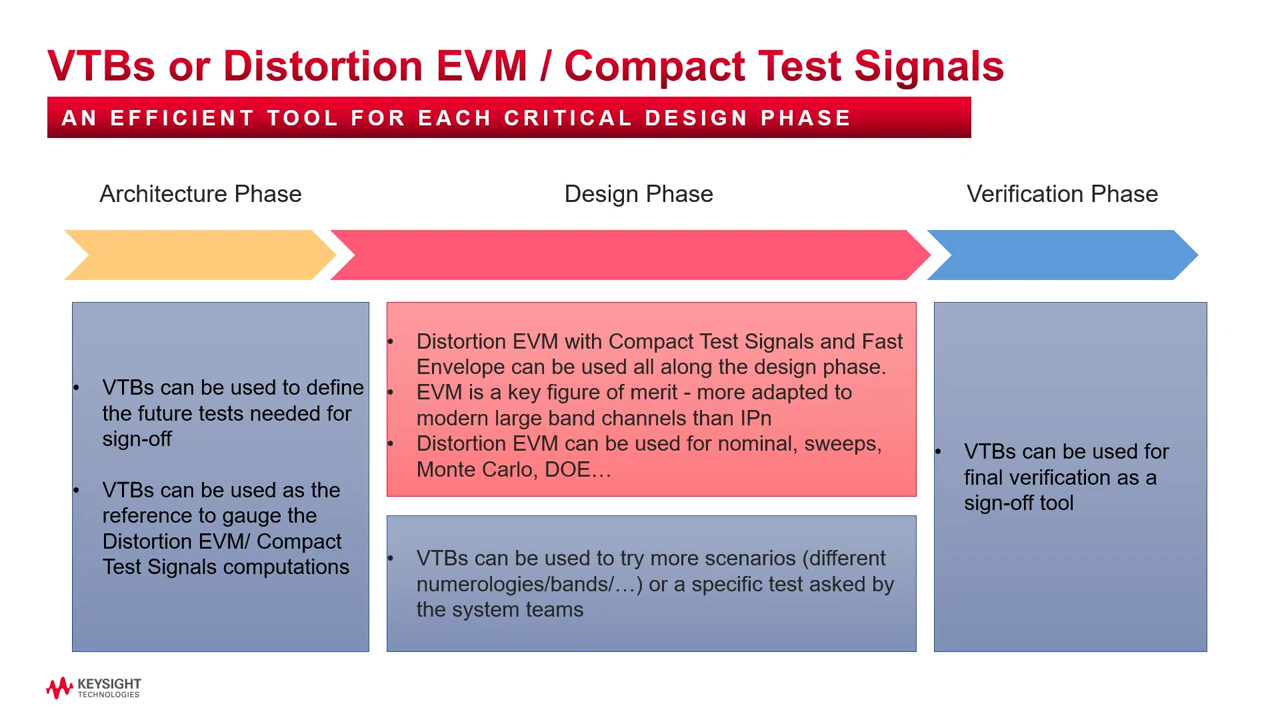 VTBs or Distortion EVM / Compact Test Signals
AN EFFICIENT TOOL FOR EACH CRITICAL DESIGN PHASE
Architecture Phase
Design Phase
Verification Phase
• VTBs can be used to define
the future tests needed for
sign-off
• VTBs can be used as the
reference to gauge the
Distortion EVM/ Compact
Test Signals computations
• Distortion EVM with Compact Test Signals and Fast
Envelope can be used all along the design phase.
• EVM is a key figure of merit - more adapted to
modern large band channels than IPn
• Distortion EVM can be used for nominal, sweeps,
Monte Carlo, DOE…
• VTBs can be used to try more scenarios (different
numerologies/bands/…) or a specific test asked by
the system teams
• VTBs can be used for
final verification as a
sign-off tool
KEYSIGHT
TECHNOLOGIES